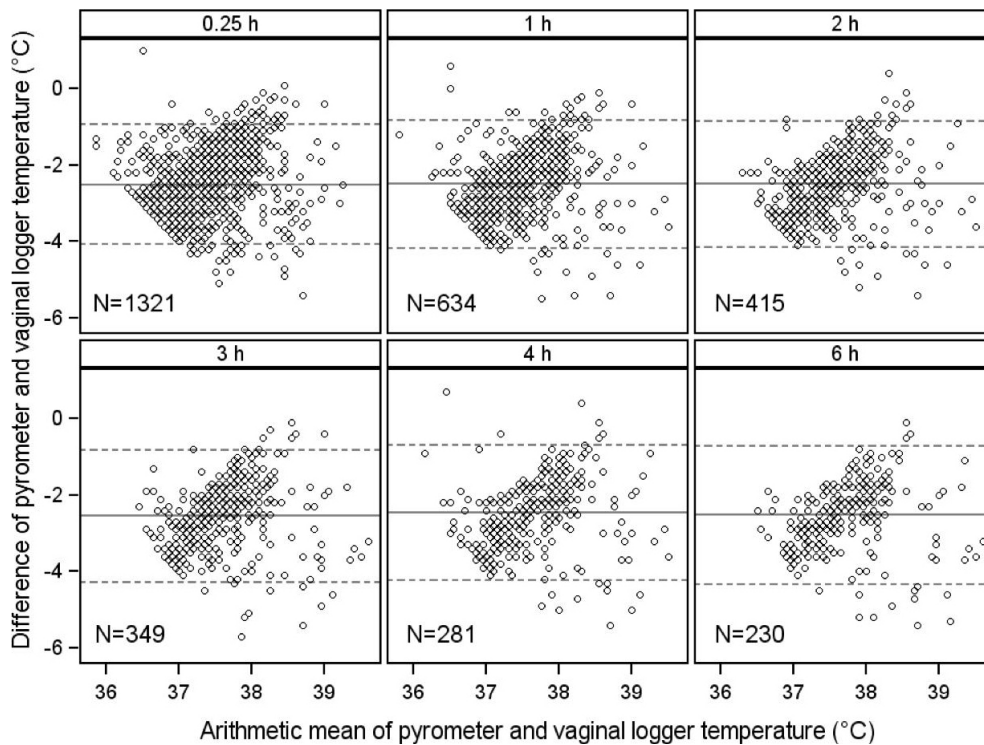 0.25 h
1 h
2 h
0
-2
-4
-6
N=1321
N=634
N=415
3 h
4 h
6 h
0
-2
-4
-6
N=349
N=281
N=230
36 37 38 39
36 37 38 39
36 37 38 39
Arithmetic mean of pyrometer and vaginal logger temperature (°C)
Difference of pyrometer and vaginal logger temperature (°C)